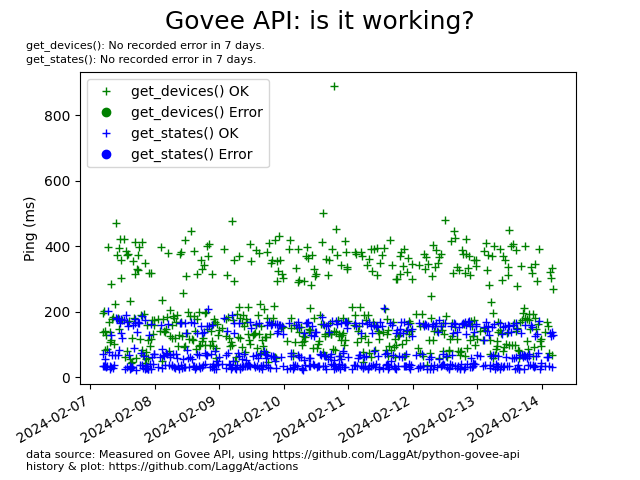 Govee API: is it working?
get_devices(): No recorded error in 7 days.
get_states(): No recorded error in 7 days.
get_devices() OK
get_devices() Error
get_states() OK
get_states() Error
Ping (ms)
800
600
400
200
0
2024-02-07
2024-02-08
2024-02-09
2024-02-10
2024-02-11
2024-02-12
2024-02-13
2024-02-14
data source: Measured on Govee API, using https://github.com/LaggAt/python-govee-api
history & plot: https://github.com/LaggAt/actions